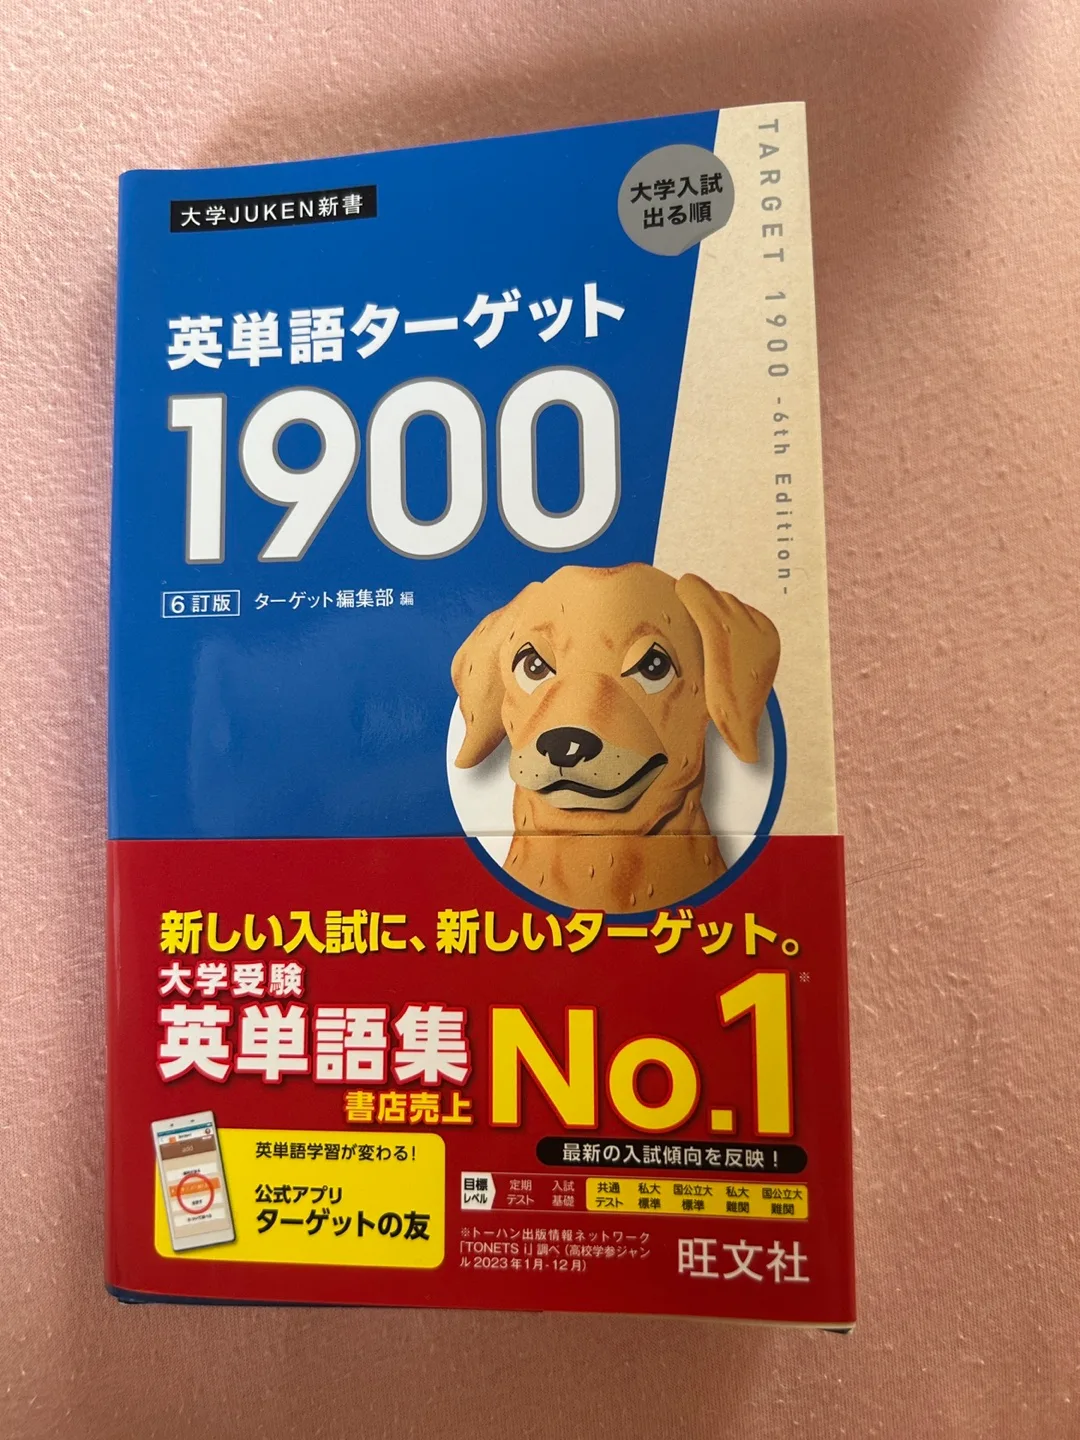 大学JUKEN新書
大学入試
出る順
TARGET 1900 -6th Edition-
英単語ターゲット
1900
6訂版 ターゲット編集部 編
新しい入試に、新しいターゲット。
大学受験
英単語集
書店売上
No.1
※
英単語学習が変わる!
公式アプリ
ターゲットの友
最新の入試傾向を反映!
目標
レベル
定期
テスト
入試
基礎
共通
テスト
私大
標準
国公立大
標準
私大
難関
国公立大
難関
※トーハン出版情報ネットワーク
「TONETS i」調べ(高校学参ジャン
ル2023年1月-12月)
旺文社